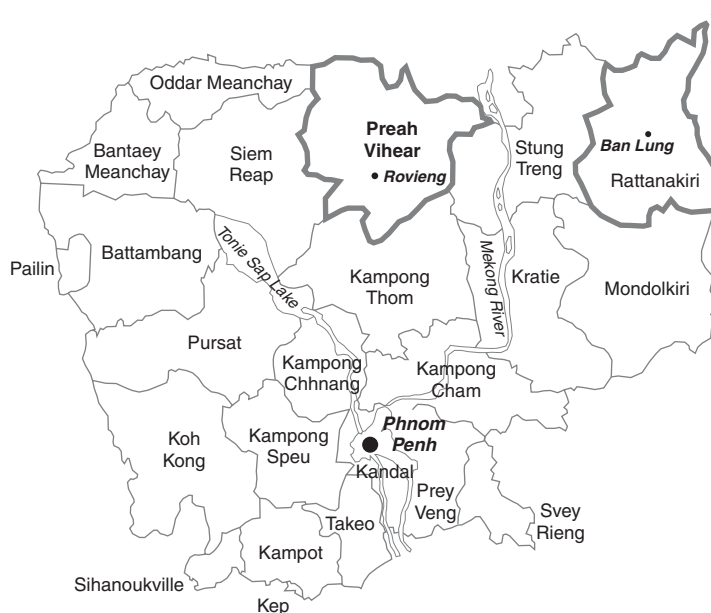 Oddar Meanchay
Preah
Vihear
Rovieng
Bantaey
Meanchay
Siem
Reap
Stung
Treng
Ban Lung
Rattanakiri
Pailin
Battambang
Tonie Sap Lake
Kampong
Thom
Mekong River
Kratie
Mondolkiri
Pursat
Kampong
Chhnang
Kampong
Cham
Koh
Kong
Kampong
Speu
Phnom
Penh
Kandal
Prey
Veng
Svey
Rieng
Takeo
Kampot
Sihanoukville
Kep